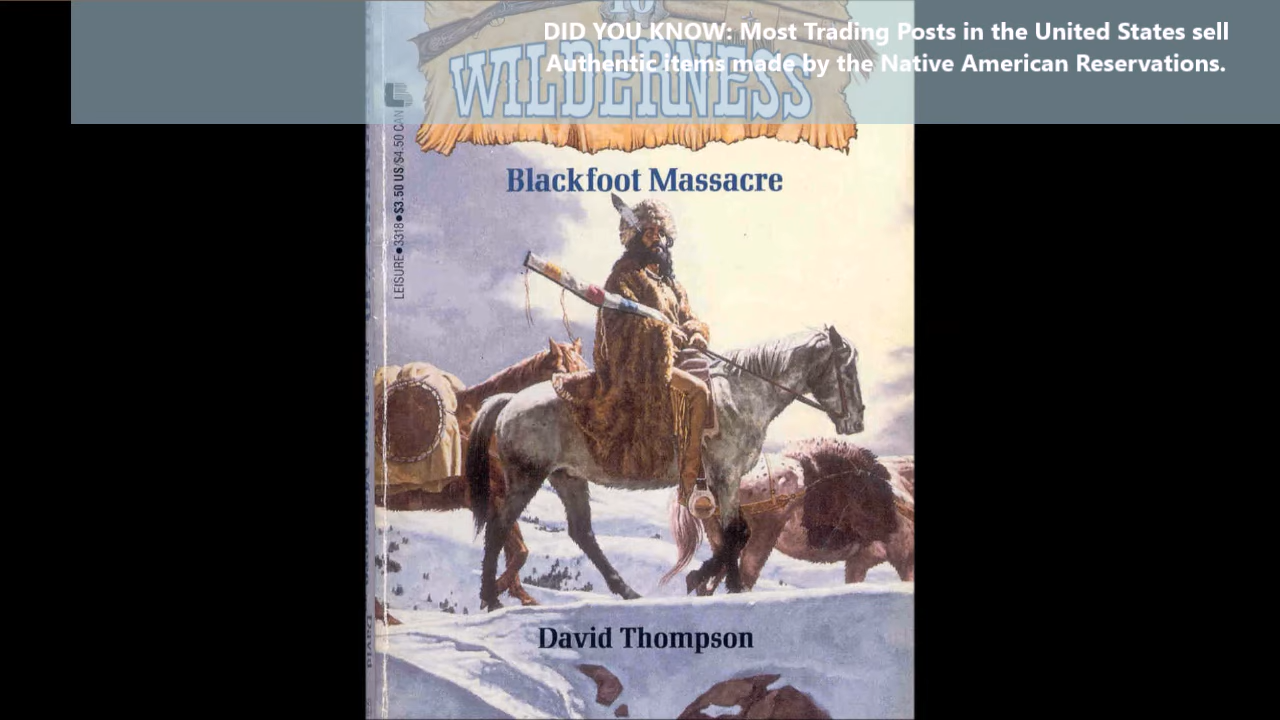 DID YOU KNOW: Most Trading Posts in the United States sell
Authentic items made by the Native American Reservations.
10
WILDERNESS
LEISURE●3318●$3.50 US/$4.50 CAN
Blackfoot Massacre
David Thompson